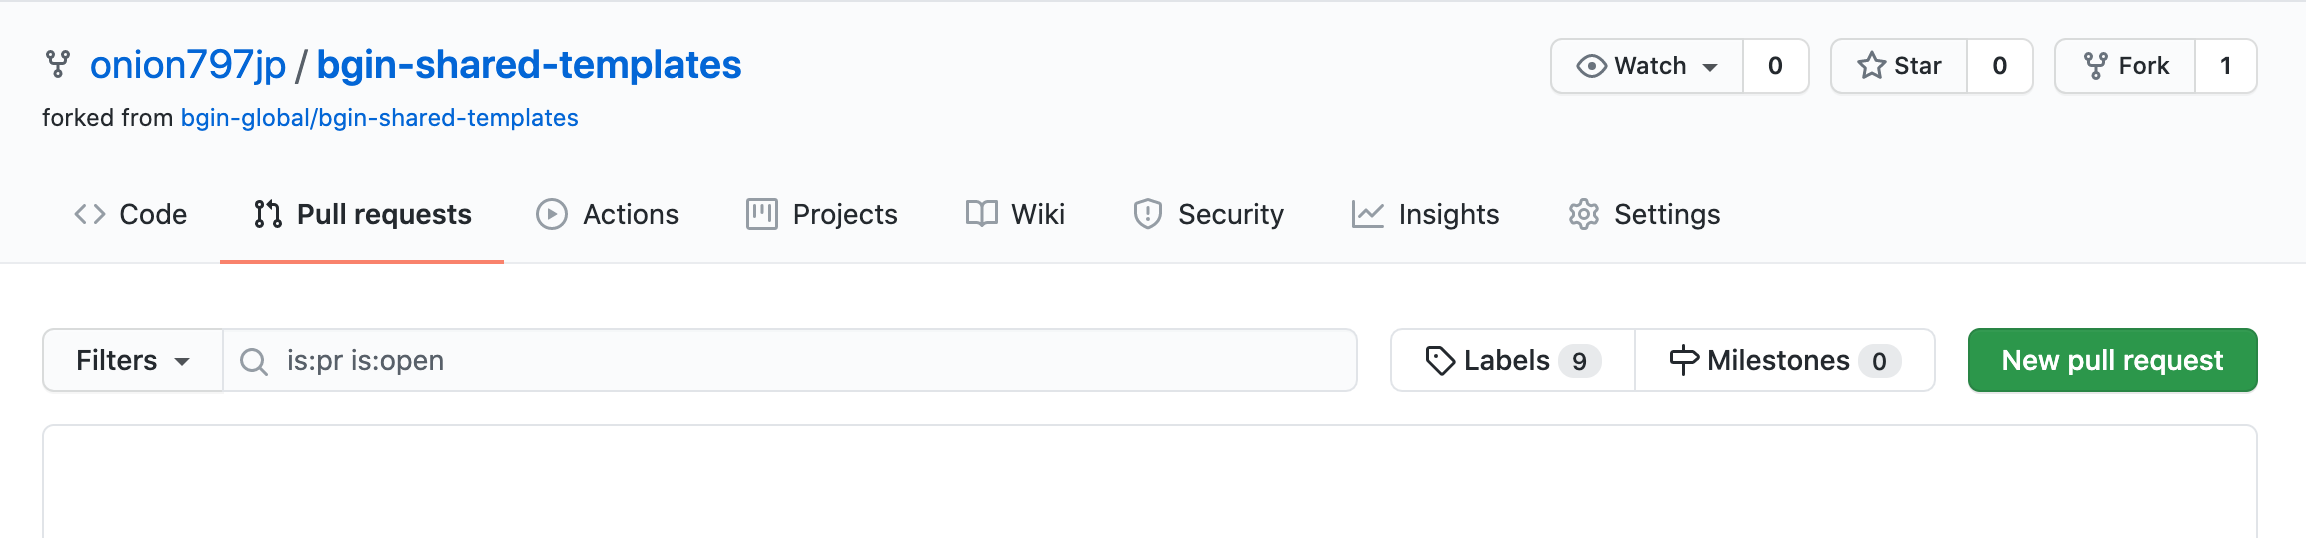 onion797jp / bgin-shared-templates
Watch 0 Star 0 Fork 1
forked from bgin-global/bgin-shared-templates
Code Pull requests Actions Projects Wiki Security Insights Settings
Filters is:pr is:open Labels 9 Milestones 0 New pull request